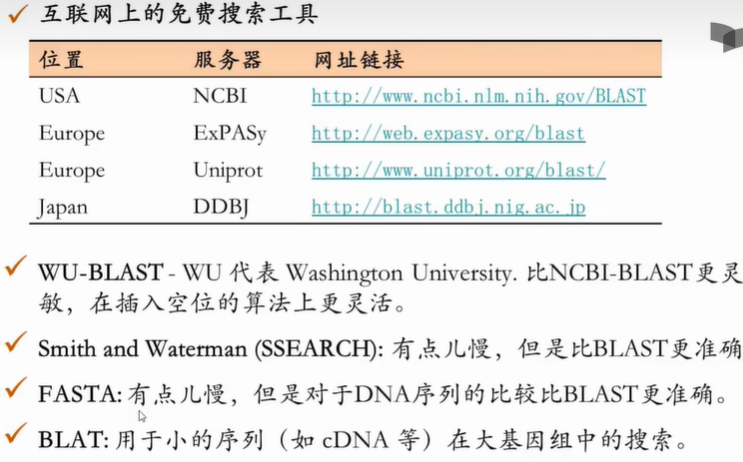 ✓ 互联网上的免费搜索工具
位置 服务器 网址链接
USA NCBI http://www.ncbi.nlm.nih.gov/BLAST
Europe ExPASy http://web.expasy.org/blast
Europe Uniprot http://www.uniprot.org/blast/
Japan DDBJ http://blast.ddbj.nig.ac.jp
✓ WU-BLAST - WU 代表 Washington University. 比NCBI-BLAST更灵
敏，在插入空位的算法上更灵活。
✓ Smith and Waterman (SSEARCH): 有点儿慢，但是比BLAST更准确
✓ FASTA: 有点儿慢，但是对于DNA序列的比较比BLAST更准确。
✓ BLAT: 用于小的序列（如 cDNA 等）在大基因组中的搜索。